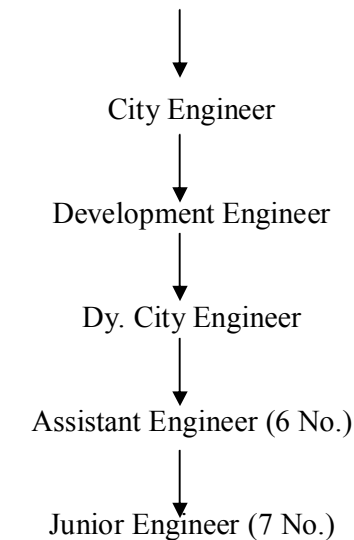 City Engineer
Development Engineer
Dy. City Engineer
Assistant Engineer (6 No.)
Junior Engineer (7 No.)